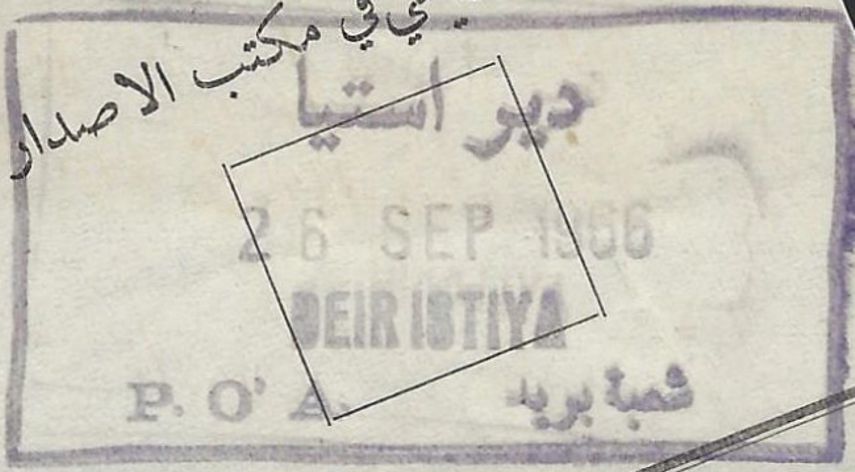 في مكتب الاصدار
دير استيا
26 SEP 1966
DEIR ISTIYA
P. O' A. شعبة بريد